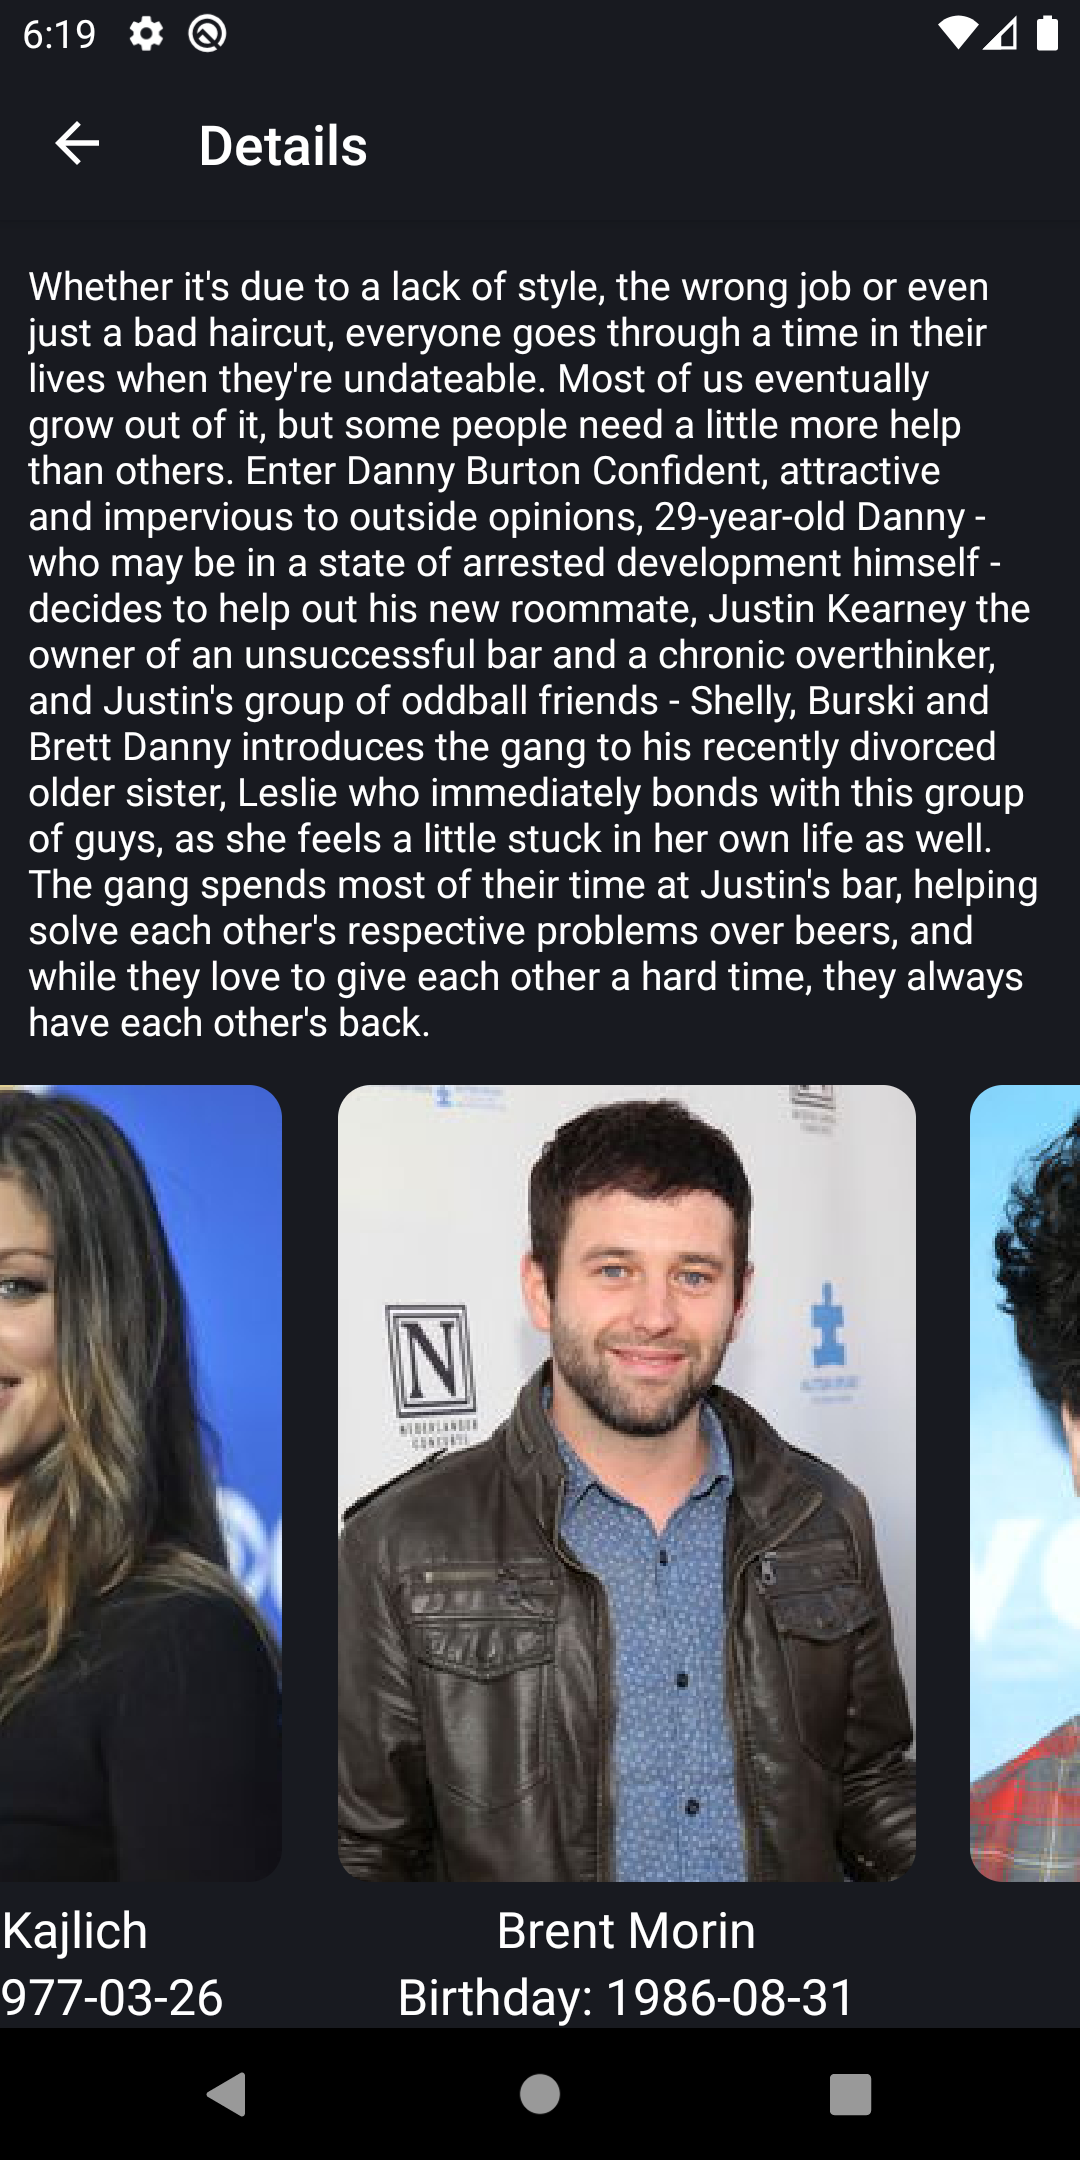 6:19
Details
Whether it's due to a lack of style, the wrong job or even
just a bad haircut, everyone goes through a time in their
lives when they're undateable. Most of us eventually
grow out of it, but some people need a little more help
than others. Enter Danny Burton Confident, attractive
and impervious to outside opinions, 29-year-old Danny -
who may be in a state of arrested development himself -
decides to help out his new roommate, Justin Kearney the
owner of an unsuccessful bar and a chronic overthinker,
and Justin's group of oddball friends - Shelly, Burski and
Brett Danny introduces the gang to his recently divorced
older sister, Leslie who immediately bonds with this group
of guys, as she feels a little stuck in her own life as well.
The gang spends most of their time at Justin's bar, helping
solve each other's respective problems over beers, and
while they love to give each other a hard time, they always
have each other's back.
N
NEDERLANDER
CONCERTS
Kajlich
977-03-26
Brent Morin
Birthday: 1986-08-31